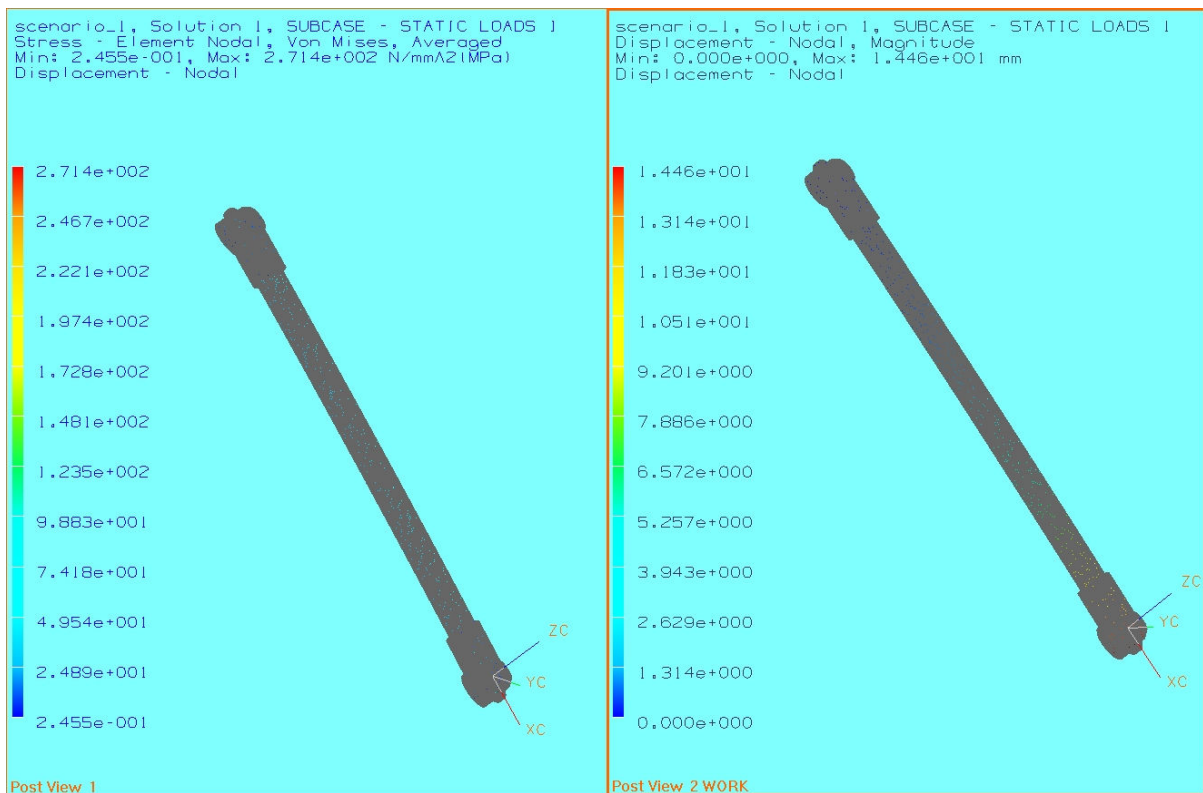 scenario_1, Solution 1, SUBCASE - STATIC LOADS 1
Stress - Element Nodal, Von Mises, Averaged
Min: 2.455e-001, Max: 2.714e+002 N/mm^2(MPa)
Displacement - Nodal
2.714e+002
2.467e+002
2.221e+002
1.974e+002
1.728e+002
1.481e+002
1.235e+002
9.883e+001
7.418e+001
4.954e+001
2.489e+001
2.455e-001
ZC
YC
XC
Post View 1
scenario_1, Solution 1, SUBCASE - STATIC LOADS 1
Displacement - Nodal, Magnitude
Min: 0.000e+000, Max: 1.446e+001 mm
Displacement - Nodal
1.446e+001
1.314e+001
1.183e+001
1.051e+001
9.201e+000
7.886e+000
6.572e+000
5.257e+000
3.943e+000
2.629e+000
1.314e+000
0.000e+000
ZC
YC
XC
Post View 2 WORK